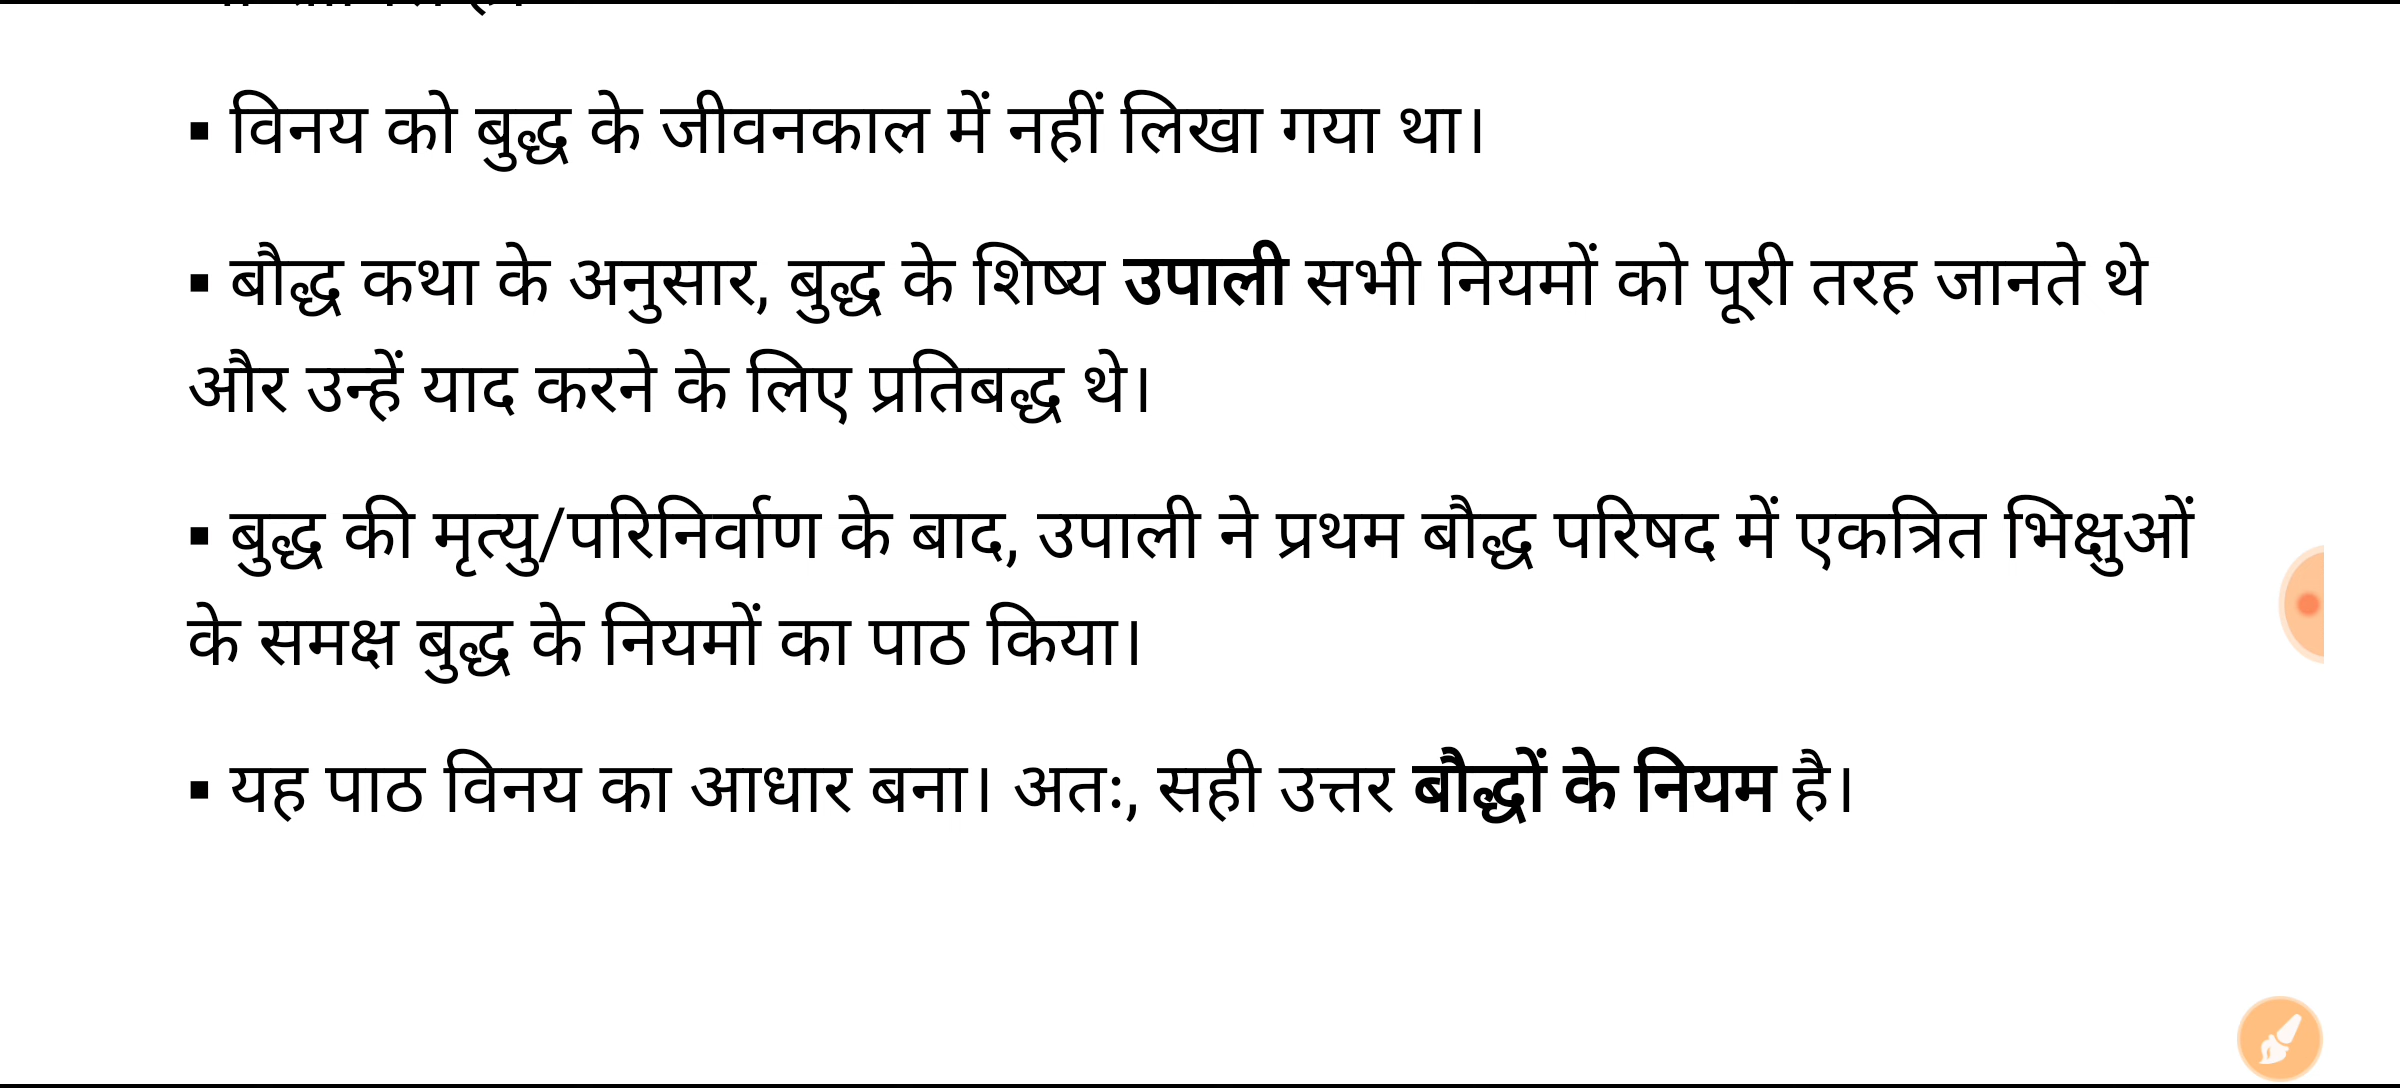 ▪ विनय को बुद्ध के जीवनकाल में नहीं लिखा गया था।
▪ बौद्ध कथा के अनुसार, बुद्ध के शिष्य उपाली सभी नियमों को पूरी तरह जानते थे
और उन्हें याद करने के लिए प्रतिबद्ध थे।
▪ बुद्ध की मृत्यु/परिनिर्वाण के बाद, उपाली ने प्रथम बौद्ध परिषद में एकत्रित भिक्षुओं
के समक्ष बुद्ध के नियमों का पाठ किया।
▪ यह पाठ विनय का आधार बना। अतः, सही उत्तर बौद्धों के नियम है।